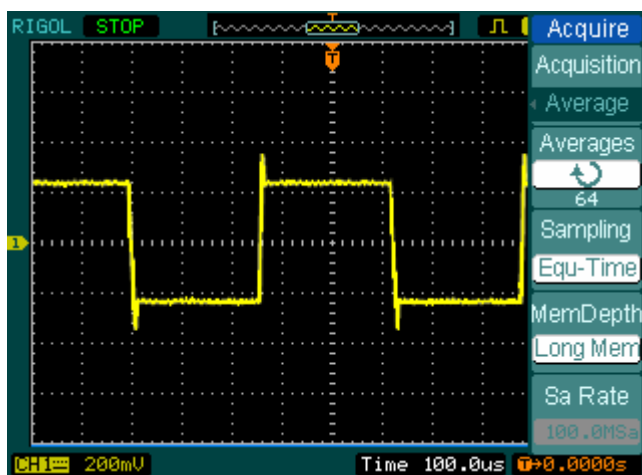 RIGOL STOP T Acquire
T
Acquisition
Average
Averages
64
Sampling
1
Equ-Time
MemDepth
Long Mem
Sa Rate
100.0MSa
CH1 200mV Time 100.0us T→0.0000s